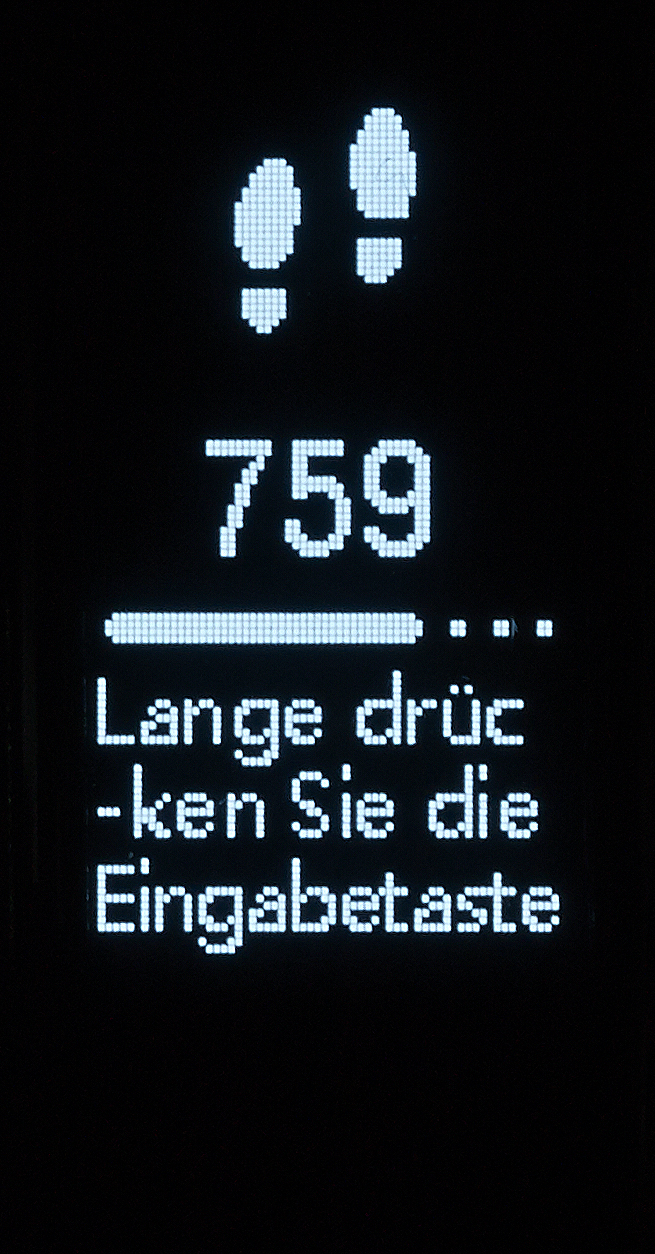 759
Lange drüc
-ken Sie die
Eingabetaste